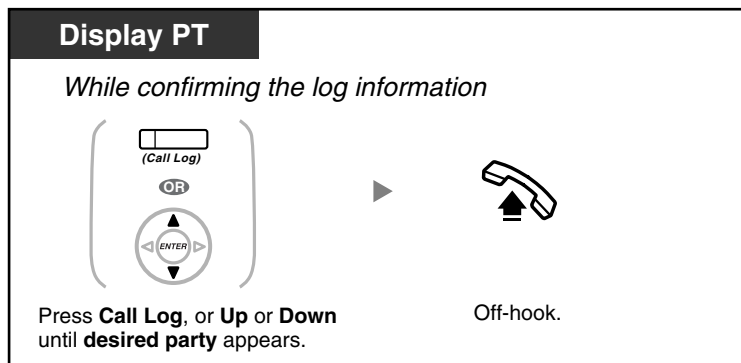 Display PT
While confirming the log information
(Call Log)
OR
ENTER
Press Call Log, or Up or Down
until desired party appears.
Off-hook.